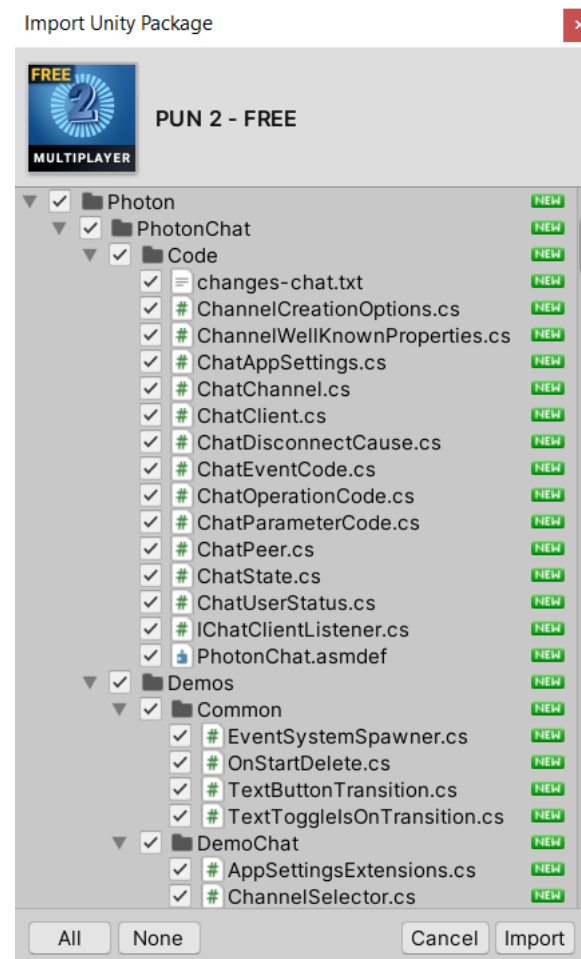 Import Unity Package
FREE
2
MULTIPLAYER
PUN 2 - FREE
Photon NEW
PhotonChat NEW
Code NEW
changes-chat.txt NEW
ChannelCreationOptions.cs NEW
ChannelWellKnownProperties.cs NEW
ChatAppSettings.cs NEW
ChatChannel.cs NEW
ChatClient.cs NEW
ChatDisconnectCause.cs NEW
ChatEventCode.cs NEW
ChatOperationCode.cs NEW
ChatParameterCode.cs NEW
ChatPeer.cs NEW
ChatState.cs NEW
ChatUserStatus.cs NEW
IChatClientListener.cs NEW
PhotonChat.asmdef NEW
Demos NEW
Common NEW
EventSystemSpawner.cs NEW
OnStartDelete.cs NEW
TextButtonTransition.cs NEW
TextToggleIsOnTransition.cs NEW
DemoChat NEW
AppSettingsExtensions.cs NEW
ChannelSelector.cs NEW
All None Cancel Import